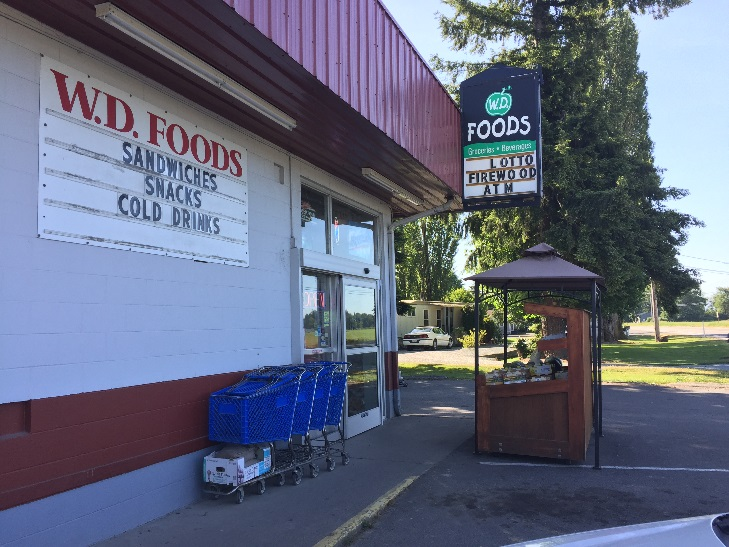 W.D. FOODS
SANDWICHES
SNACKS
COLD DRINKS
W.D.
FOODS
Groceries • Beverages
LOTTO
FIREWOOD
ATM